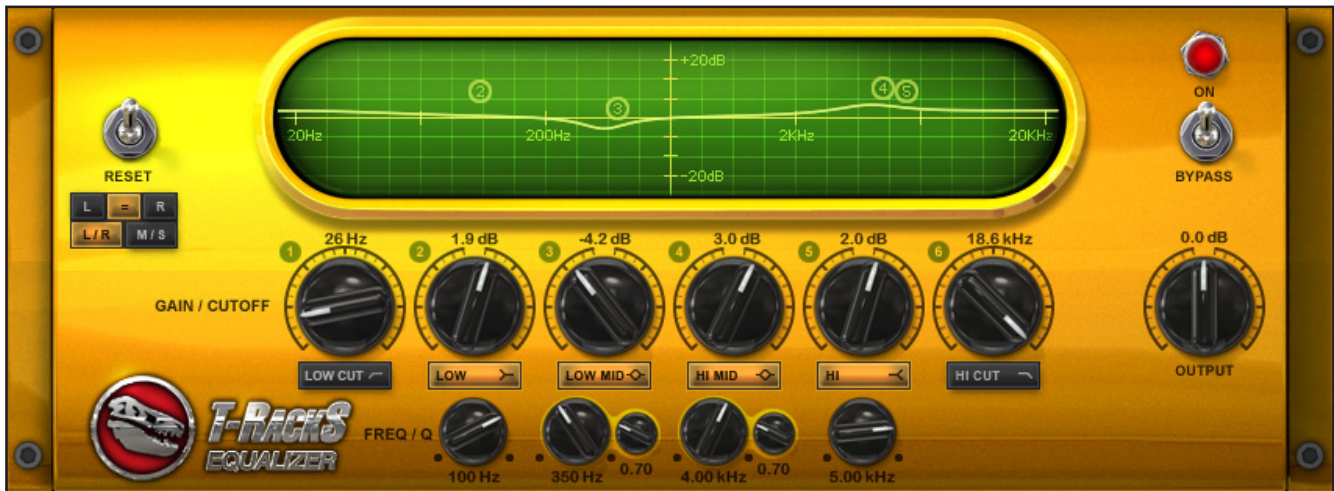 +20dB
2 3 4 5
20Hz 200Hz 2KHz 20KHz
-20dB
ON
BYPASS
RESET
L = R
L/R M/S
1 26 Hz 2 1.9 dB 3 -4.2 dB 4 3.0 dB 5 2.0 dB 6 18.6 kHz 0.0 dB
GAIN / CUTOFF
LOW CUT LOW LOW MID HI MID HI HI CUT OUTPUT
T-RACKS
EQUALIZER
FREQ / Q
100 Hz 350 Hz 0.70 4.00 kHz 0.70 5.00 kHz